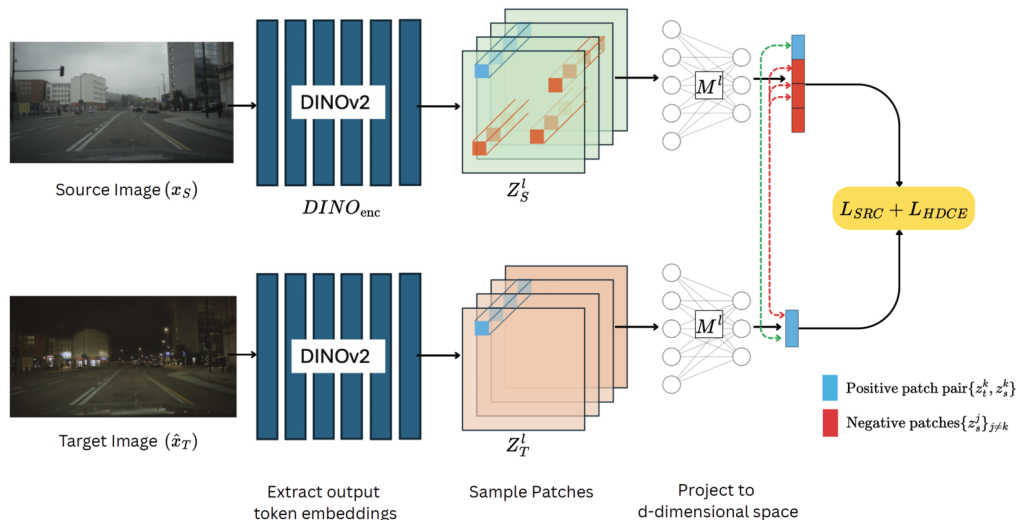 DINOv2
M^l
Source Image (x_S)
DINO_enc
Z_S^l
L_SRC + L_HDCE
DINOv2
M^l
Positive patch pair{z_t^k, z_s^k}
Negative patches{z_s^j}_{j≠k}
Target Image (x̂_T)
Z_T^l
Extract output
token embeddings
Sample Patches
Project to
d-dimensional space